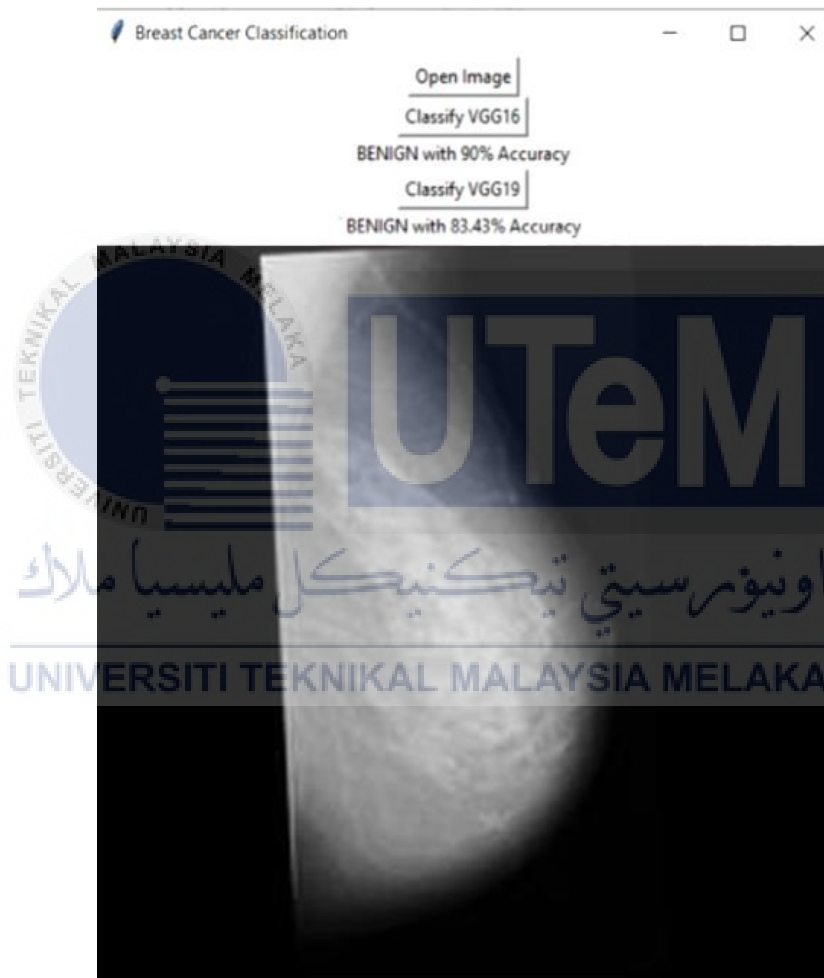 Breast Cancer Classification
Open Image
Classify VGG16
BENIGN with 90% Accuracy
Classify VGG19
BENIGN with 83.43% Accuracy
UNIVERSITI TEKNIKAL MALAYSIA MELAKA
UTeM
اونيۏرسيتي تيكنيكل مليسيا ملاك
UNIVERSITI TEKNIKAL MALAYSIA MELAKA